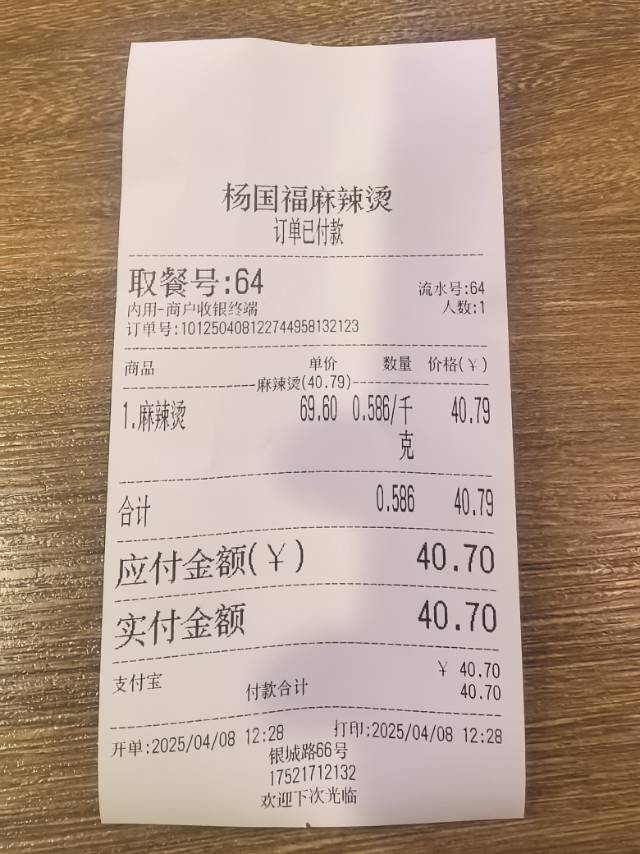 杨国福麻辣烫
订单已付款
取餐号:64
流水号:64
内用-商户收银终端
人数:1
订单号:101250408122744958132123
商品 单价 数量 价格(¥)
麻辣烫(40.79)
1.麻辣烫 69.60 0.586/千克 40.79
合计 0.586 40.79
应付金额(¥) 40.70
实付金额 40.70
支付宝 ¥ 40.70
付款合计 40.70
开单:2025/04/08 12:28 打印:2025/04/08 12:28
银城路66号
17521712132
欢迎下次光临